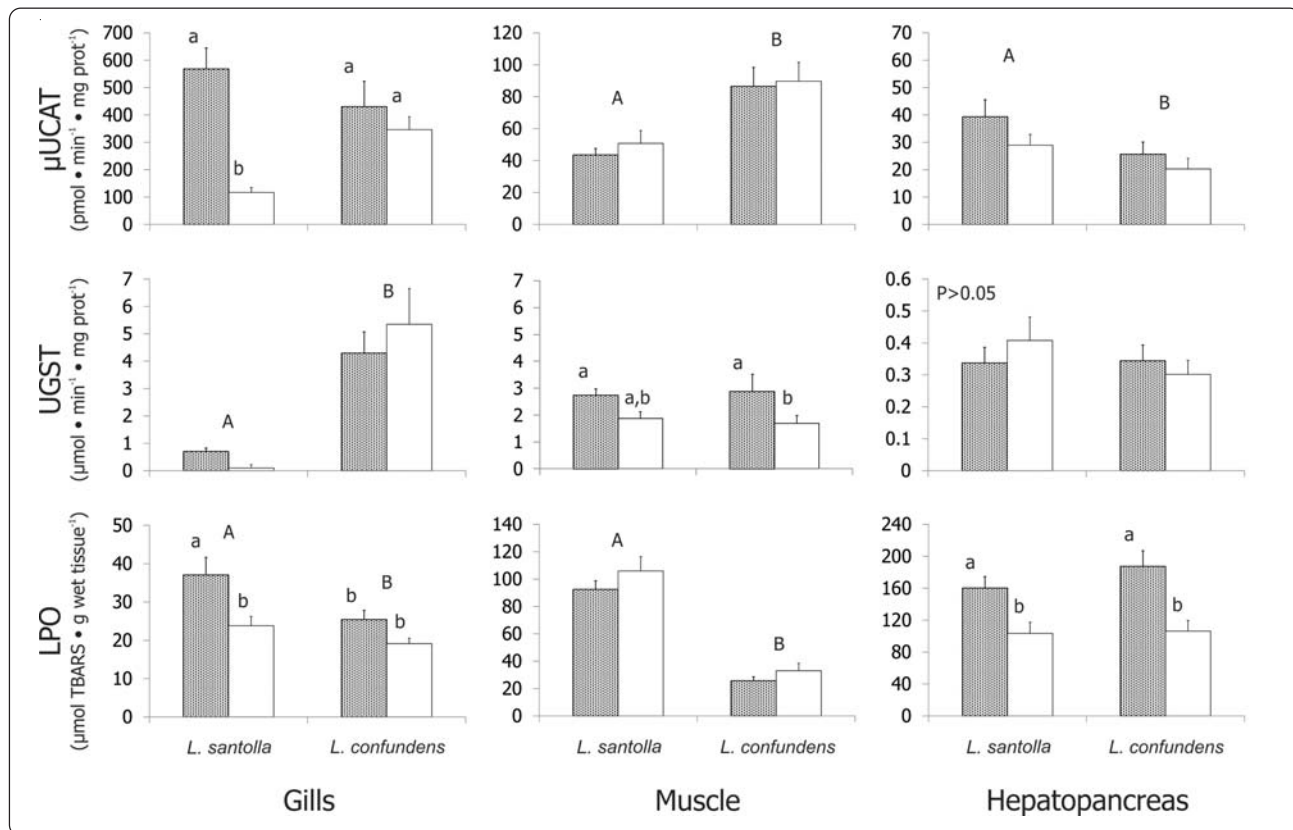 μUCAT
(pmol • min⁻¹ • mg prot⁻¹)
700
600
500
400
300
200
100
0
a
b
a
a
120
100
80
60
40
20
0
A
B
70
60
50
40
30
20
10
0
A
B
UGST
(μmol • min⁻¹ • mg prot⁻¹)
7
6
5
4
3
2
1
0
A
B
7
6
5
4
3
2
1
0
a
a,b
a
b
0.6
0.5
0.4
0.3
0.2
0.1
0
P>0.05
LPO
(μmol TBARS • g wet tissue⁻¹)
50
40
30
20
10
0
a
A
b
b
B
b
140
120
100
80
60
40
20
0
A
B
240
200
160
120
80
40
0
a
b
a
b
L. santolla L. confundens L. santolla L. confundens L. santolla L. confundens
Gills Muscle Hepatopancreas